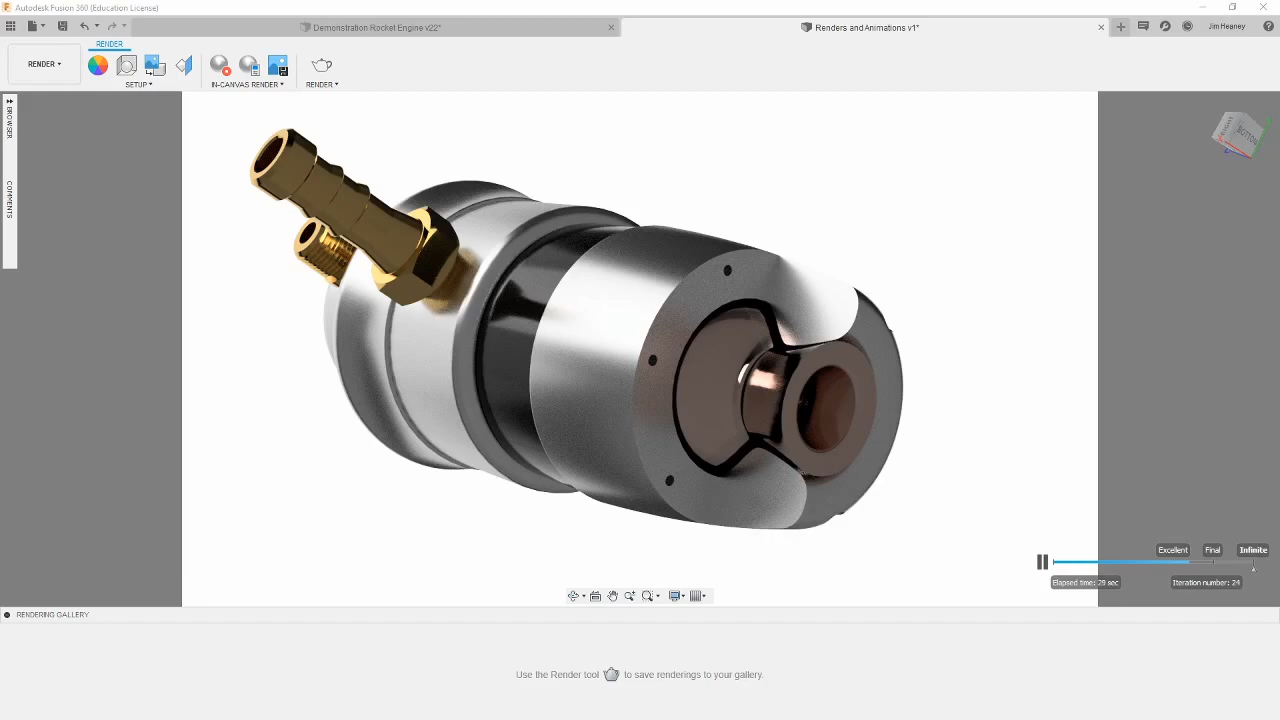 Autodesk Fusion 360 (Education License)
Demonstration Rocket Engine v22*
Renders and Animations v1*
Jim Heaney
RENDER
RENDER
SETUP
IN-CANVAS RENDER
RENDER
BROWSER
COMMENTS
BOTTOM
Excellent
Final
Infinite
Elapsed time: 29 sec
Iteration number: 24
RENDERING GALLERY
Use the Render tool to save renderings to your gallery.